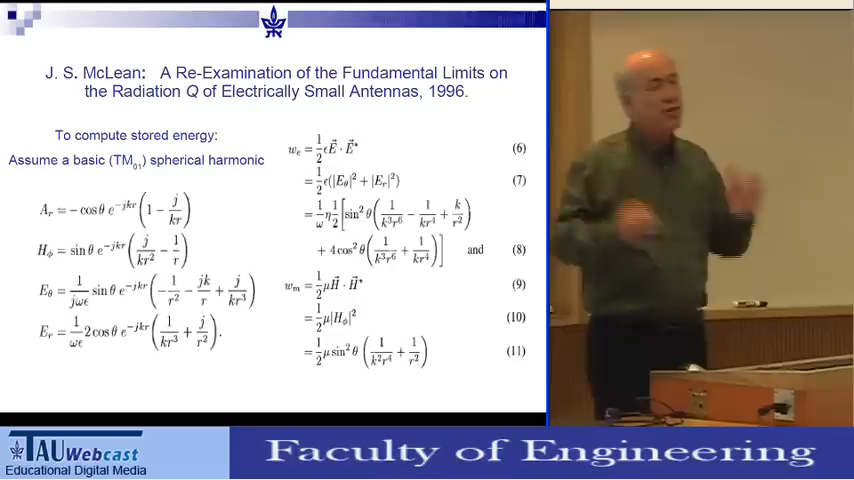 J. S. McLean: A Re-Examination of the Fundamental Limits on
the Radiation Q of Electrically Small Antennas, 1996.
To compute stored energy:
Assume a basic (TM₀₁) spherical harmonic
A_r = − cos θ e^{−jkr} (1 − j/kr)
H_ϕ = sin θ e^{−jkr} (j/kr² − 1/r)
E_θ = 1/jωϵ sin θ e^{−jkr} (−1/r² − jk/r + j/kr³)
E_r = 1/ωϵ 2 cos θ e^{−jkr} (1/kr³ + j/r²).
w_e = 1/2 ϵE⃗ · E⃗* (6)
= 1/2 ϵ(|E_θ|² + |E_r|²) (7)
= 1/ω η 1/2 [sin² θ (1/k³r⁶ − 1/kr⁴ + k/r²)
+ 4 cos² θ (1/k³r⁶ + 1/kr⁴)] and (8)
w_m = 1/2 μH⃗ · H⃗* (9)
= 1/2 μ|H_ϕ|² (10)
= 1/2 μ sin² θ (1/k²r⁴ + 1/r²) (11)
TAU Webcast
Educational Digital Media
Faculty of Engineering